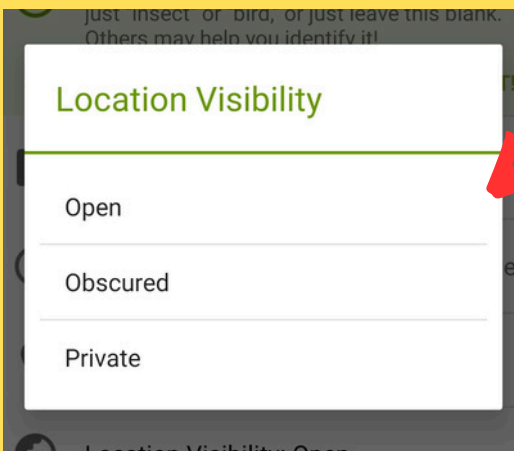 just "insect" or "bird," or just leave this blank.
Others may help you identify it!
Location Visibility
Open
Obscured
Private
Location Visibility: Open